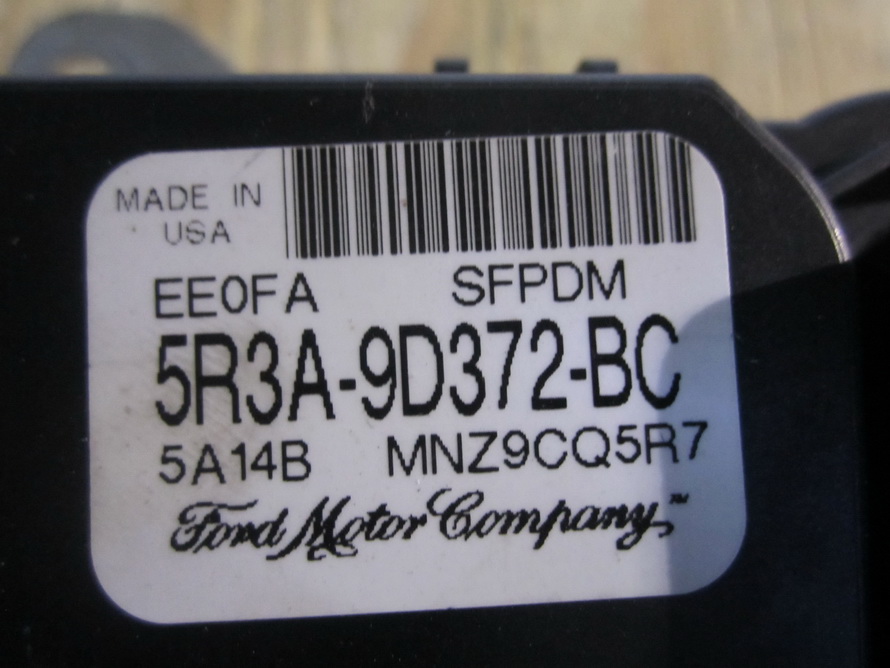 MADE IN
USA
EE0FA SFPDM
5R3A-9D372-BC
5A14B MNZ9CQ5R7
Ford Motor Company™